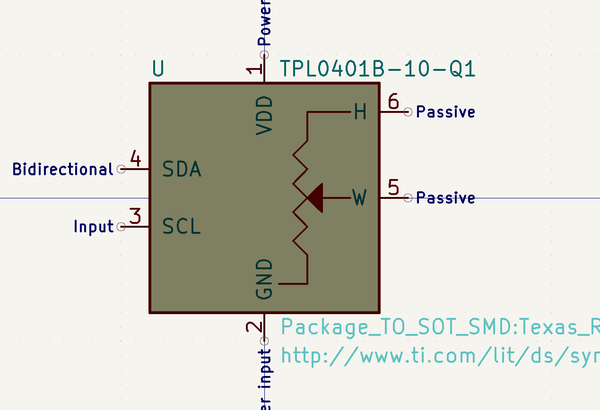 Power
1
U
TPL0401B-10-Q1
VDD
H
6
Passive
Bidirectional
4
SDA
W
5
Passive
Input
3
SCL
GND
2
Package_TO_SOT_SMD:Texas_R
http://www.ti.com/lit/ds/sy
er input